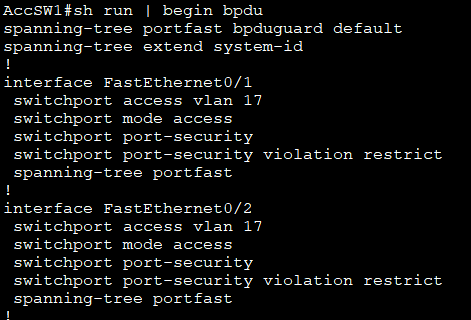 AccSW1#sh run | begin bpdu
spanning-tree portfast bpduguard default
spanning-tree extend system-id
!
interface FastEthernet0/1
 switchport access vlan 17
 switchport mode access
 switchport port-security
 switchport port-security violation restrict
 spanning-tree portfast
!
interface FastEthernet0/2
 switchport access vlan 17
 switchport mode access
 switchport port-security
 switchport port-security violation restrict
 spanning-tree portfast
!